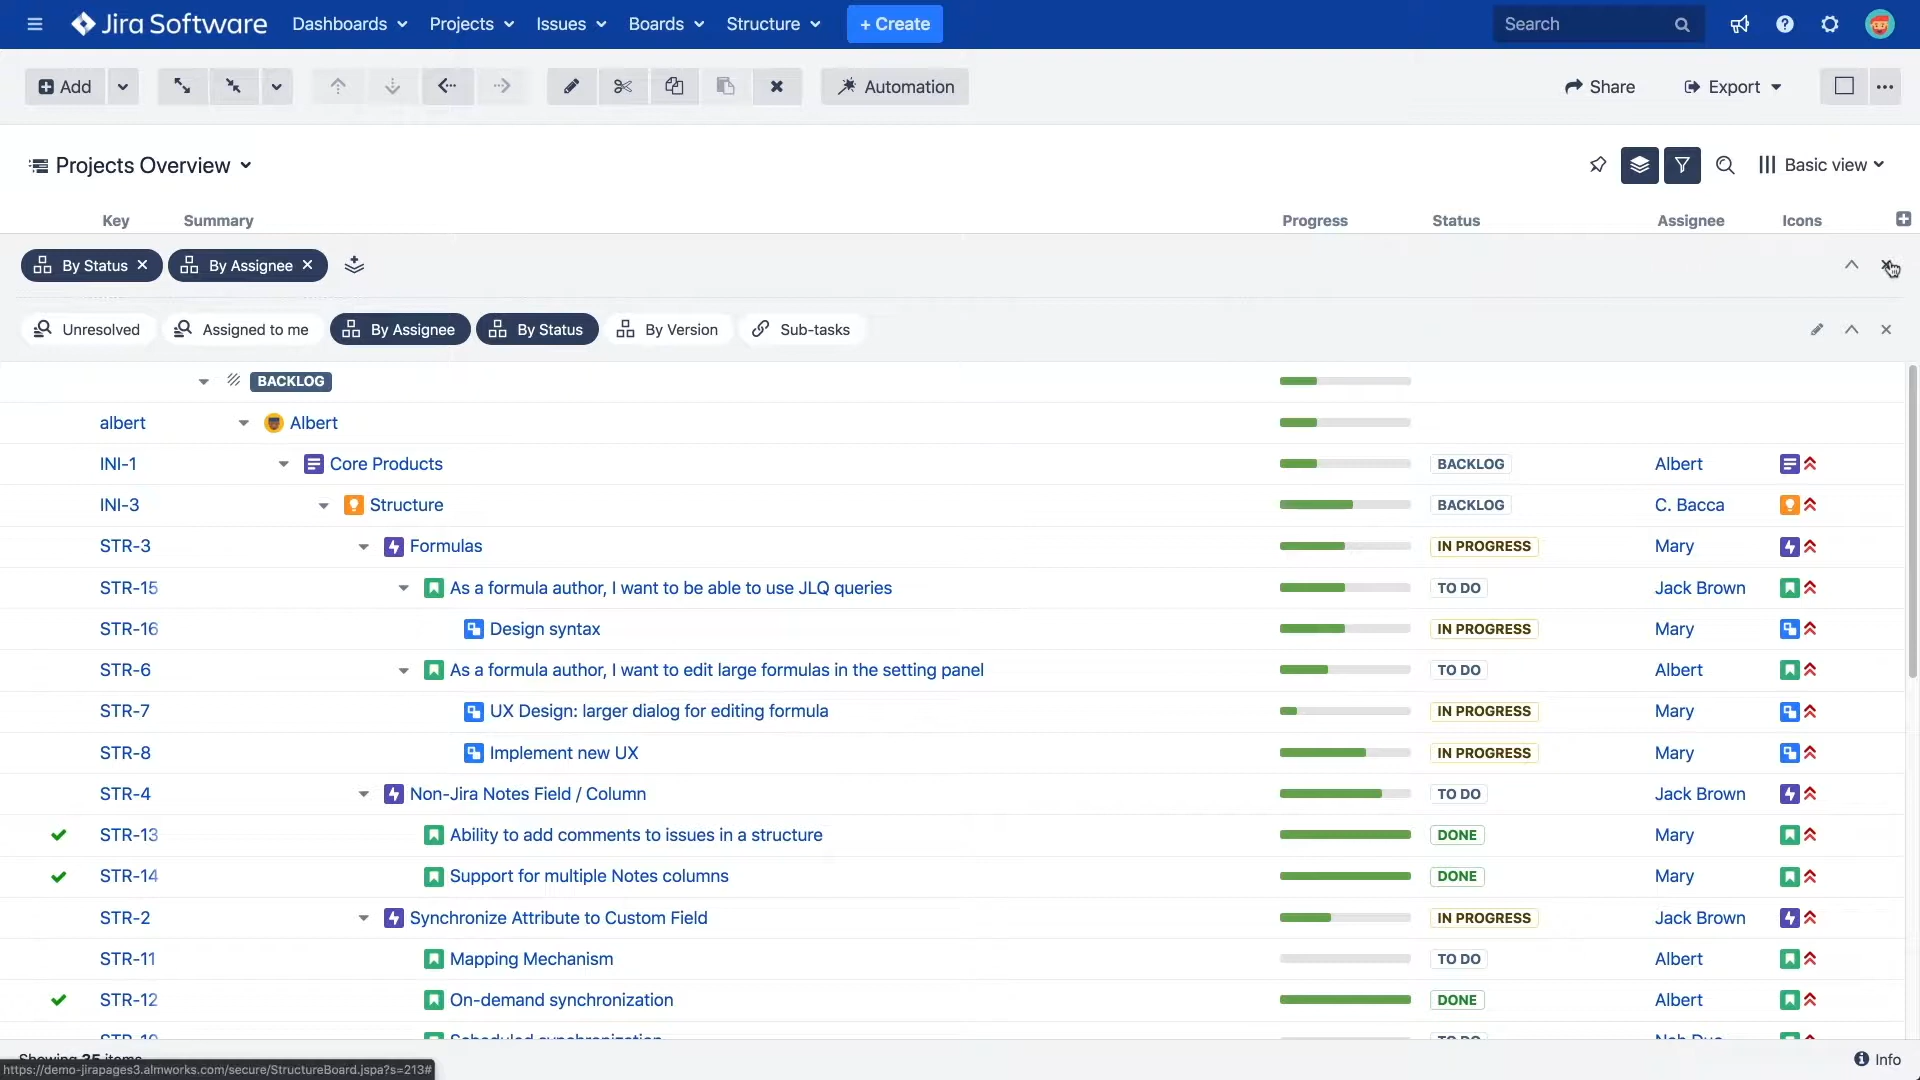 Jira Software Dashboards Projects Issues Boards Structure + Create Search
Add Automation Share Export
Projects Overview Basic view
Key Summary Progress Status Assignee Icons
By Status By Assignee
Unresolved Assigned to me By Assignee By Status By Version Sub-tasks
BACKLOG
albert Albert
INI-1 Core Products BACKLOG Albert
INI-3 Structure BACKLOG C. Bacca
STR-3 Formulas IN PROGRESS Mary
STR-15 As a formula author, I want to be able to use JLQ queries TO DO Jack Brown
STR-16 Design syntax IN PROGRESS Mary
STR-6 As a formula author, I want to edit large formulas in the setting panel TO DO Albert
STR-7 UX Design: larger dialog for editing formula IN PROGRESS Mary
STR-8 Implement new UX IN PROGRESS Mary
STR-4 Non-Jira Notes Field / Column TO DO Jack Brown
STR-13 Ability to add comments to issues in a structure DONE Mary
STR-14 Support for multiple Notes columns DONE Mary
STR-2 Synchronize Attribute to Custom Field IN PROGRESS Jack Brown
STR-11 Mapping Mechanism TO DO Albert
STR-12 On-demand synchronization DONE Albert
Scheduled synchronization TO DO
Showing 35 items Info
https://demo-jirapages3.almworks.com/secure/StructureBoard.jspa?s=213#